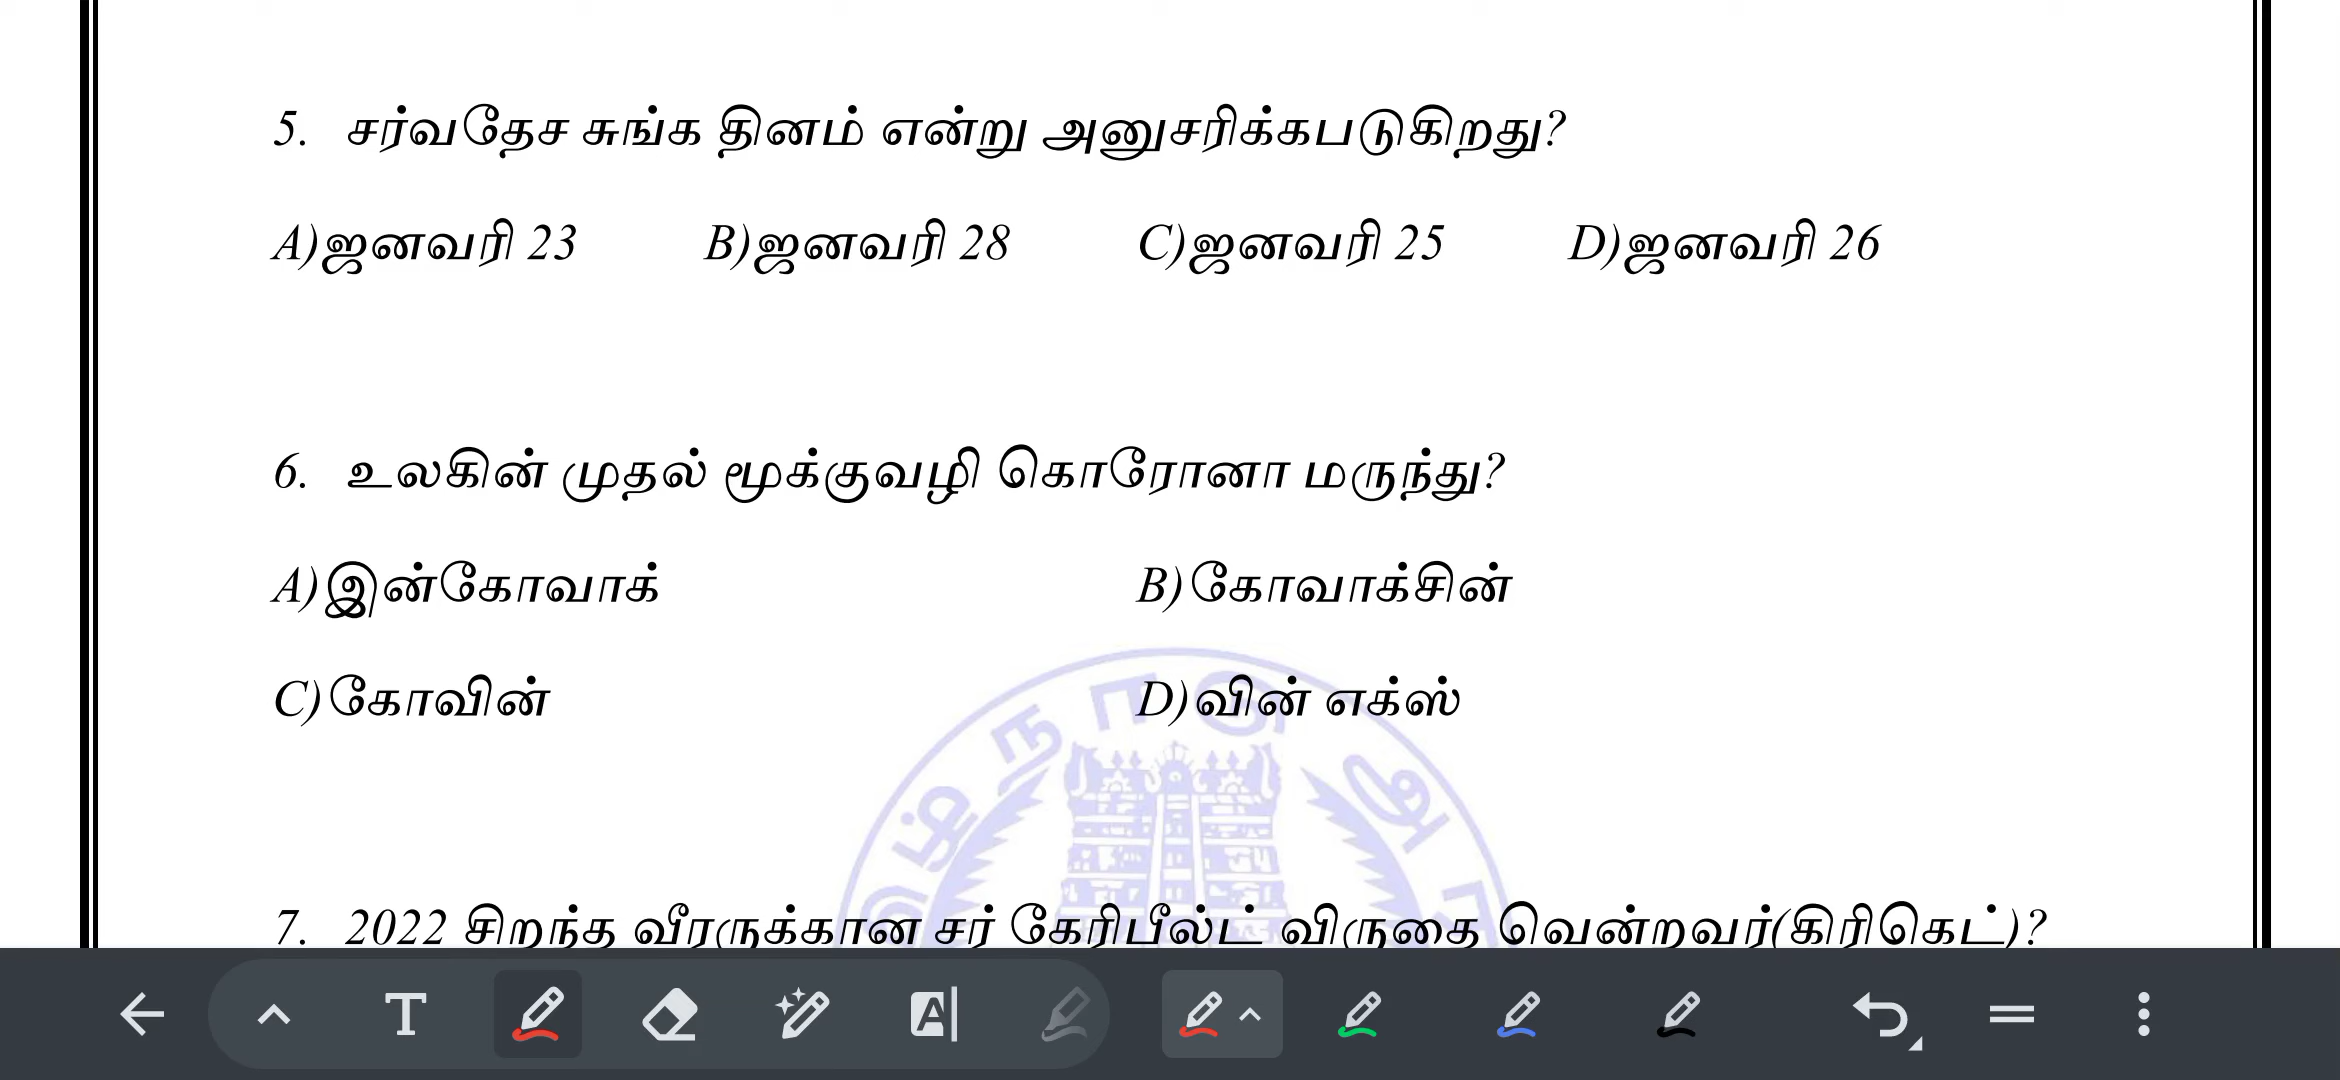 5. சர்வதேச சுங்க தினம் என்று அனுசரிக்கபடுகிறது?
A)ஜனவரி 23 B)ஜனவரி 28 C)ஜனவரி 25 D)ஜனவரி 26
6. உலகின் முதல் மூக்குவழி கொரோனா மருந்து?
A)இன்கோவாக் B)கோவாக்சின்
C)கோவின் D)வின் எக்ஸ்
7. 2022 சிறந்த வீரருக்கான சர் கேரிபீல்ட் விருதை வென்றவர்(கிரிகெட்)?
T A